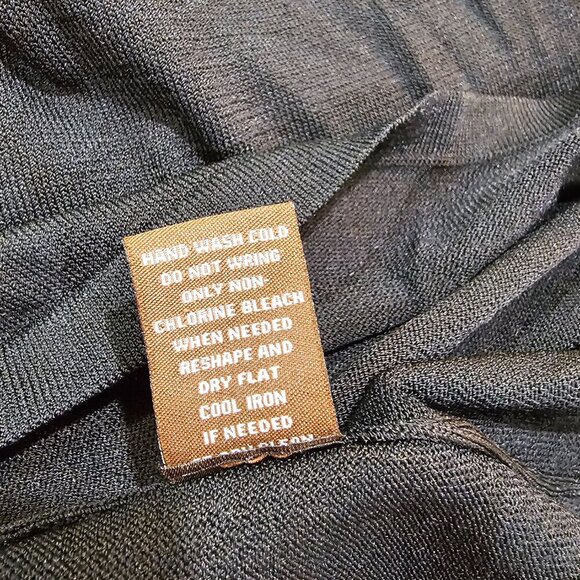 HAND WASH COLD
DO NOT WRING
ONLY NON-
CHLORINE BLEACH
WHEN NEEDED
RESHAPE AND
DRY FLAT
COOL IRON
IF NEEDED
CLEAN